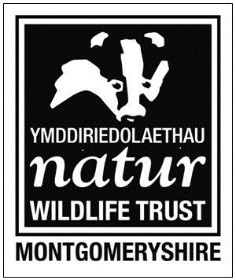 YMDDIRIEDOLAETHAU
natur
WILDLIFE TRUST
MONTGOMERYSHIRE